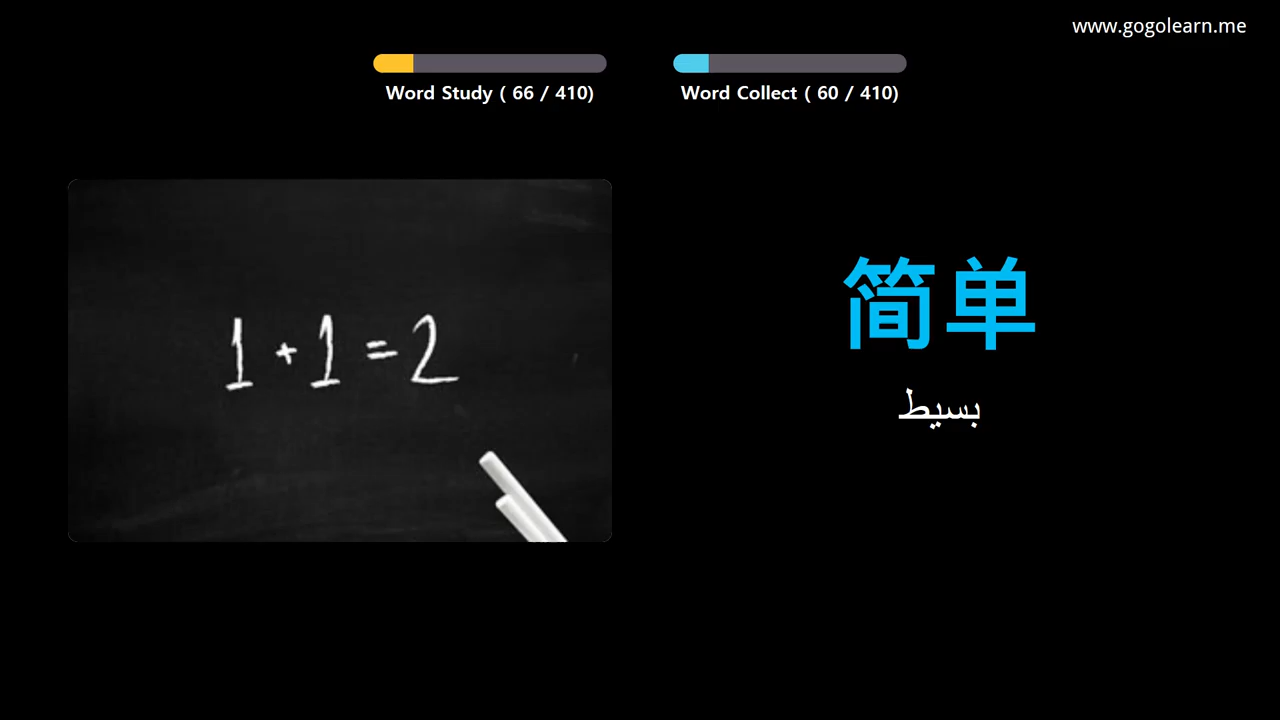 www.gogolearn.me
Word Study ( 66 / 410)
Word Collect ( 60 / 410)
1 + 1 = 2
简单
بسيط